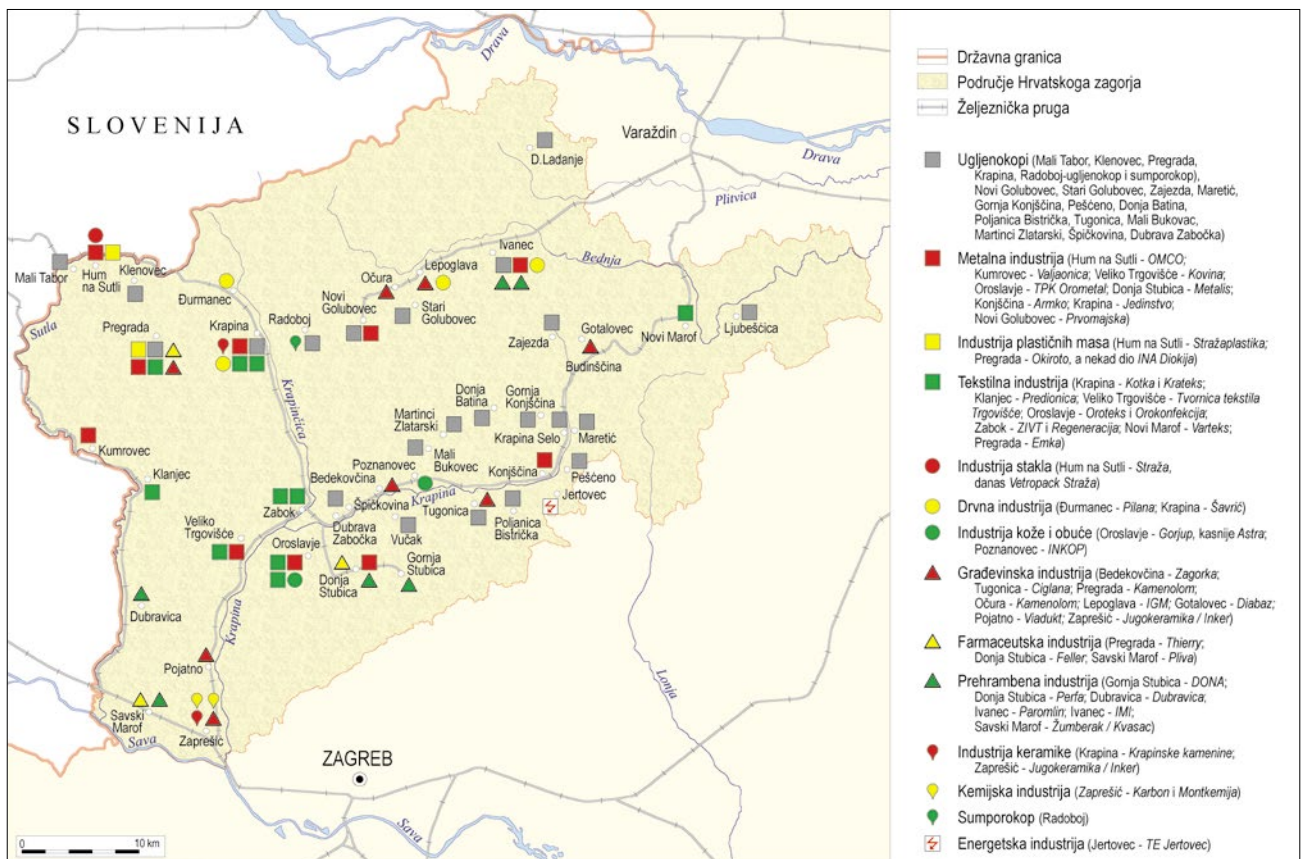 SLOVENIJA
Drava
Varaždin
Drava
Plitvica
D.Ladanje
Ivanec
Bednja
Lepoglava
Očura
Mali Tabor
Hum
na Sutli
Klenovec
Đurmanec
Novi
Golubovec
Stari
Golubovec
Sutla
Pregrada
Krapina
Radoboj
Zajezda
Gotalovec
Novi Marof
Ljubešćica
Budinščina
Krapinčica
Donja
Batina
Gornja
Konjščina
Martinci
Zlatarski
Krapina Selo
Maretić
Kumrovec
Mali
Bukovec
Klanjec
Bedekovčina
Poznanovec
Konjščina
Pešćeno
Krapina
Jertovec
Zabok
Špičkovina
Tugonica
Poljanica
Bistrička
Veliko
Trgovišće
Dubrava
Zabočka
Vučak
Oroslavje
Gornja
Stubica
Donja
Stubica
Dubravica
Krapina
Lonja
Pojatno
Savski
Marof
Sava
Zaprešić
ZAGREB
Sava
0 10 km
Državna granica
Područje Hrvatskoga zagorja
Željeznička pruga
Ugljenokopi (Mali Tabor, Klenovec, Pregrada,
Krapina, Radoboj-ugljenokop i sumporokop),
Novi Golubovec, Stari Golubovec, Zajezda, Maretić,
Gornja Konjščina, Pešćeno, Donja Batina,
Poljanica Bistrička, Tugonica, Mali Bukovac,
Martinci Zlatarski, Špičkovina, Dubrava Zabočka)
Metalna industrija (Hum na Sutli - OMCO;
Kumrovec - Valjaonica; Veliko Trgovišće - Kovina;
Oroslavje - TPK Orometal; Donja Stubica - Metalis;
Konjščina - Armko; Krapina - Jedinstvo;
Novi Golubovec - Prvomajska)
Industrija plastičnih masa (Hum na Sutli - Stražaplastika;
Pregrada - Okiroto, a nekad dio INA Diokija)
Tekstilna industrija (Krapina - Kotka i Krateks;
Klanjec - Predionica; Veliko Trgovišće - Tvornica tekstila
Trgovišće; Oroslavje - Oroteks i Orokonfekcija;
Zabok - ZIVT i Regeneracija; Novi Marof - Varteks;
Pregrada - Emka)
Industrija stakla (Hum na Sutli - Straža,
danas Vetropack Straža)
Drvna industrija (Đurmanec - Pilana; Krapina - Šavrić)
Industrija kože i obuće (Oroslavje - Gorjup, kasnije Astra;
Poznanovec - INKOP)
Građevinska industrija (Bedekovčina - Zagorka;
Tugonica - Ciglana; Pregrada - Kamenolom;
Očura - Kamenolom; Lepoglava - IGM; Gotalovec - Diabaz;
Pojatno - Viadukt; Zaprešić - Jugokeramika / Inker)
Farmaceutska industrija (Pregrada - Thierry;
Donja Stubica - Feller; Savski Marof - Pliva)
Prehrambena industrija (Gornja Stubica - DONA;
Donja Stubica - Perfa; Dubravica - Dubravica;
Ivanec - Paromlin; Ivanec - IMI;
Savski Marof - Žumberak / Kvasac)
Industrija keramike (Krapina - Krapinske kamenine;
Zaprešić - Jugokeramika / Inker)
Kemijska industrija (Zaprešić - Karbon i Montkemija)
Sumporokop (Radoboj)
Energetska industrija (Jertovec - TE Jertovec)